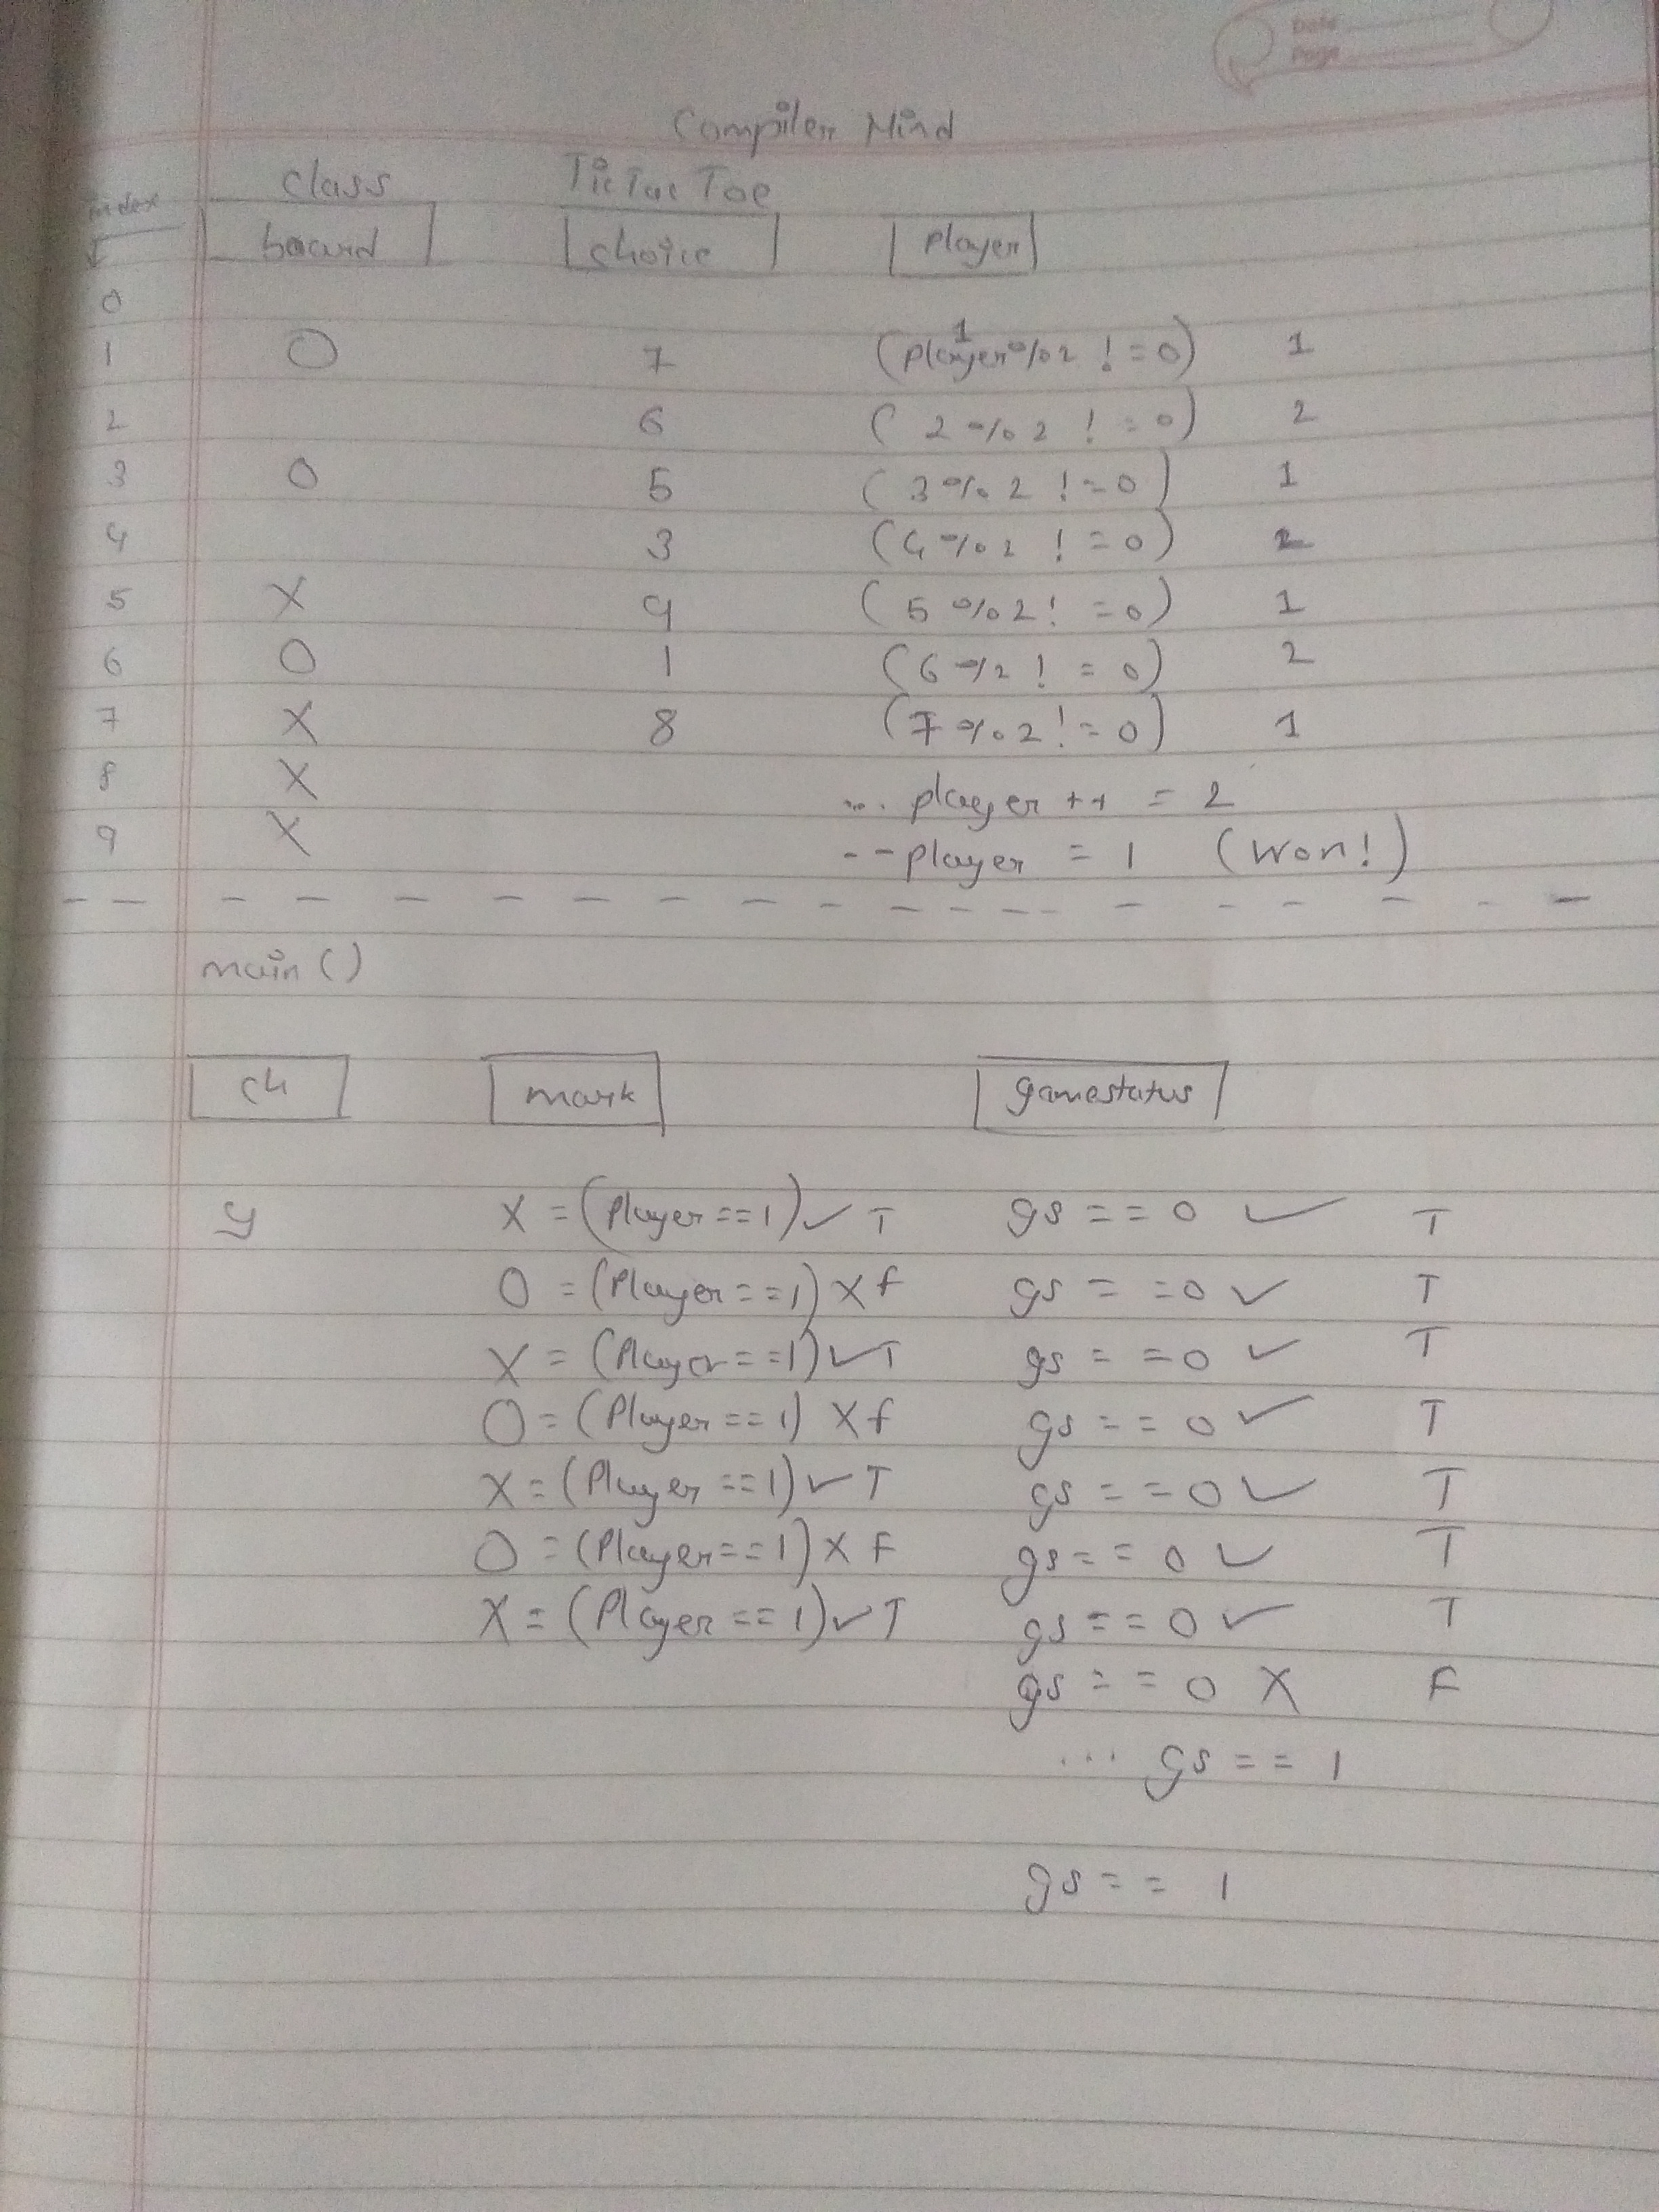 Date
Page
Compiler Mind
class TicTacToe
index board choice player
0
1 O 7 (player%2 != 0) 1
1
2 6 (2%2 != 0) 2
3 O 5 (3%2 != 0) 1
4 3 (4%2 != 0) 2
5 X 9 (5%2 != 0) 1
6 O 1 (6%2 != 0) 2
7 X 8 (7%2 != 0) 1
8 X ... player++ = 2
9 X --player = 1 (Won!)
main()
ch mark gamestatus
y X = (Player==1) ✓ T gs == 0 ✓ T
O = (Player==1) X f gs == 0 ✓ T
X = (Player==1) ✓ T gs == 0 ✓ T
O = (Player==1) X f gs == 0 ✓ T
X = (Player==1) ✓ T gs == 0 ✓ T
O = (Player==1) X F gs == 0 ✓ T
X = (Player==1) ✓ T gs == 0 ✓ T
gs == 0 X F
... gs == 1
gs == 1